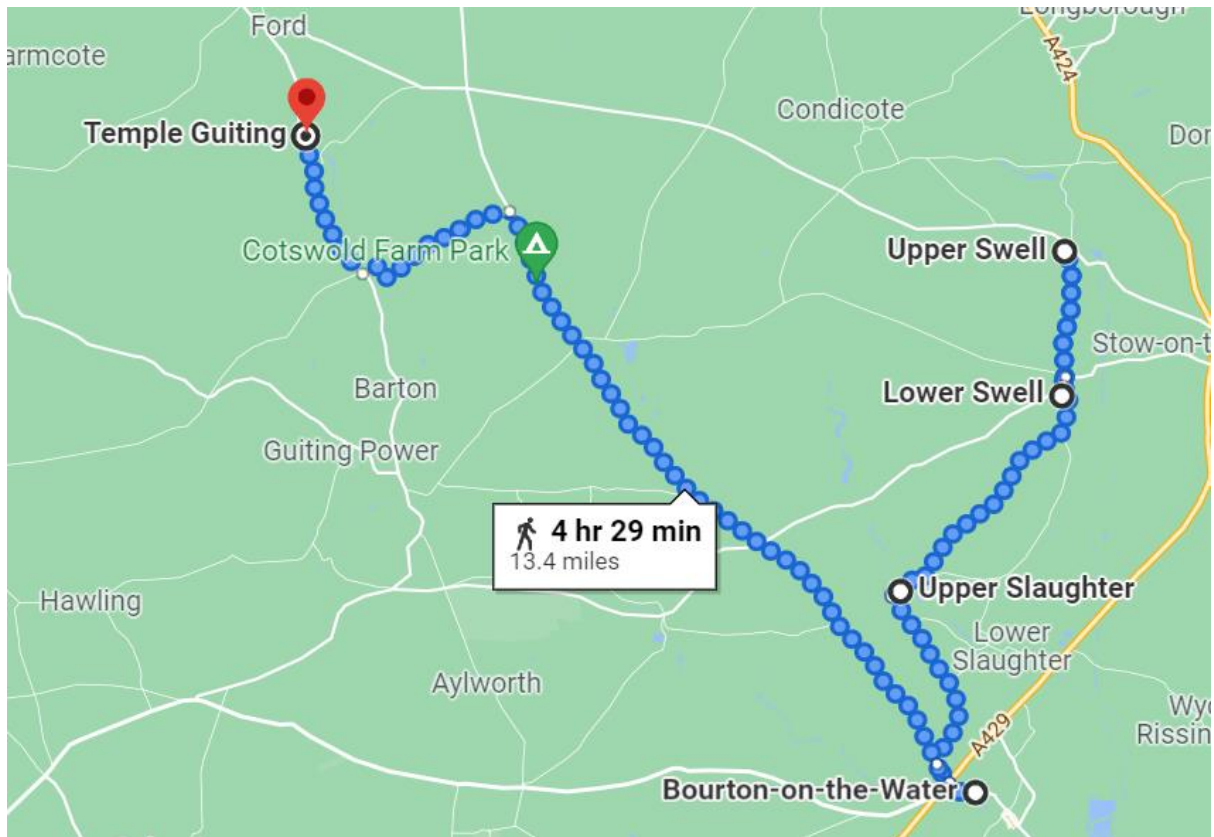 Longborough
Ford
armcote
A424
Condicote
Temple Guiting
Don
Cotswold Farm Park
Upper Swell
Stow-on-t
Barton
Lower Swell
Guiting Power
4 hr 29 min
13.4 miles
Hawling
Upper Slaughter
Lower
Slaughter
Aylworth
Wyc
Rissin
A429
Bourton-on-the-Water